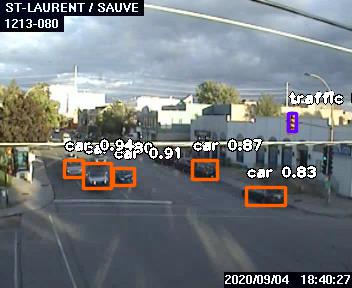 ST-LAURENT / SAUVE
1213-080
traffic
car 0.94
car 0.87
car 0.91
car 0.83
2020/09/04 18:40:27